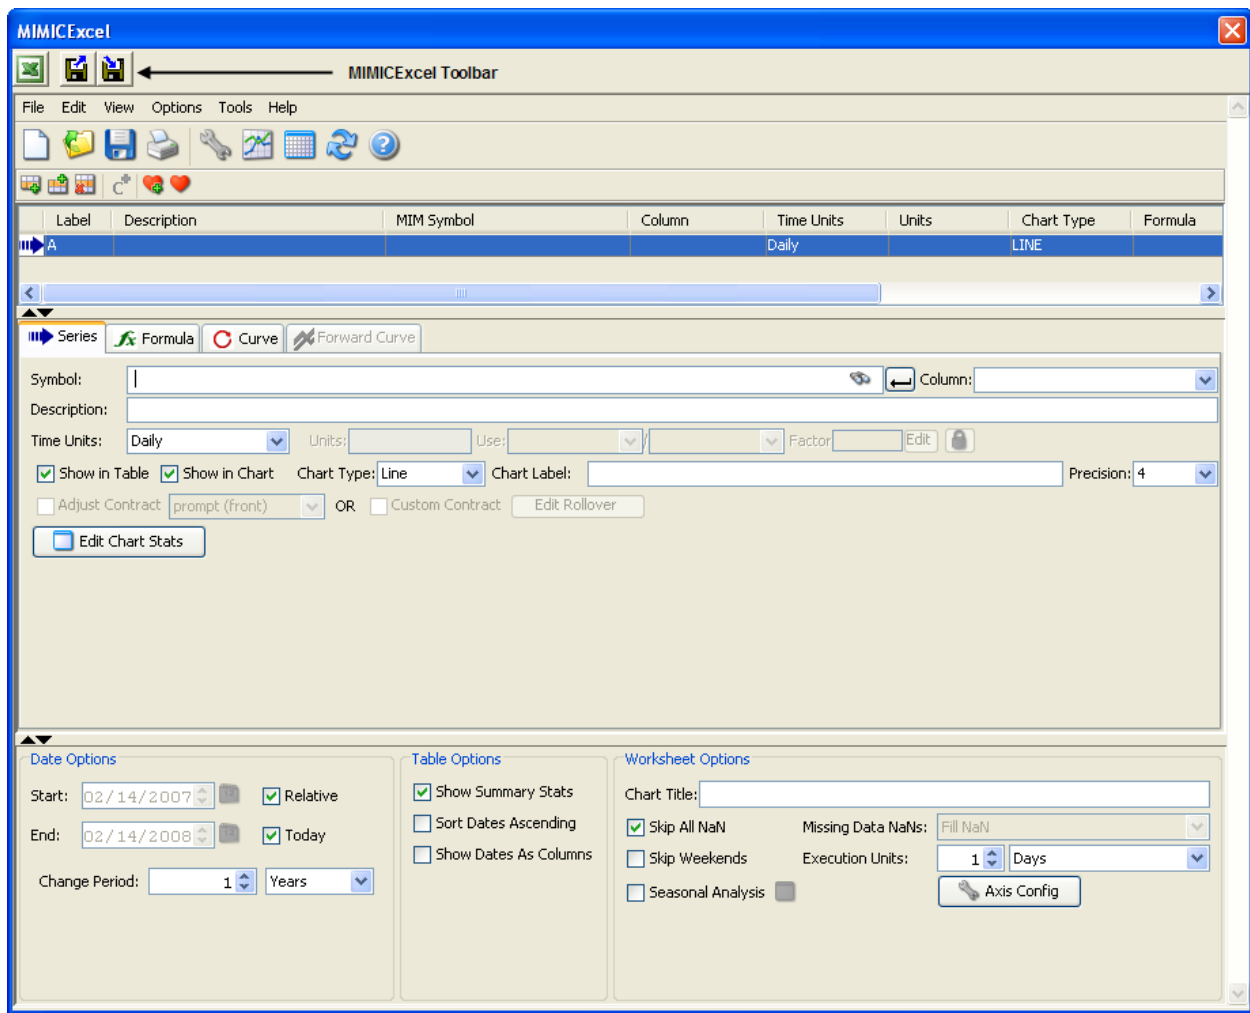 MIMICExcel
MIMICExcel Toolbar
File Edit View Options Tools Help
Label Description MIM Symbol Column Time Units Units Chart Type Formula
A Daily LINE
Series Formula Curve Forward Curve
Symbol: Column:
Description:
Time Units: Daily Units: Use: / Factor Edit
Show in Table Show in Chart Chart Type: Line Chart Label: Precision: 4
Adjust Contract prompt (front) OR Custom Contract Edit Rollover
Edit Chart Stats
Date Options Table Options Worksheet Options
Start: 02/14/2007 Relative Show Summary Stats Chart Title:
End: 02/14/2008 Today Sort Dates Ascending Skip All NaN Missing Data NaNs: Fill NaN
Show Dates As Columns Skip Weekends Execution Units: 1 Days
Change Period: 1 Years Seasonal Analysis Axis Config